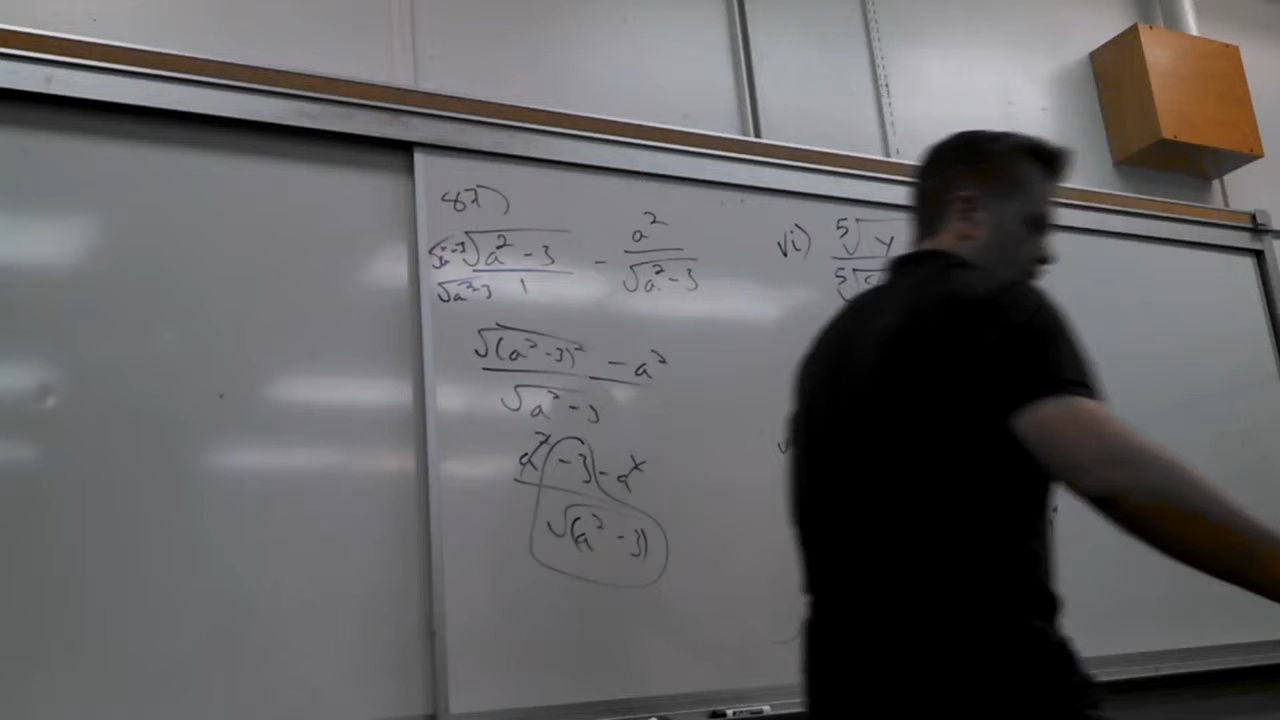 87)
√a²-3 √a² - 3 / √a²-3 1 - a² / √a² - 3
√(a² - 3)² - a² / √a² - 3
a² - 3 - a² / √(a² - 3)
vi) ⁵√y / ⁵√